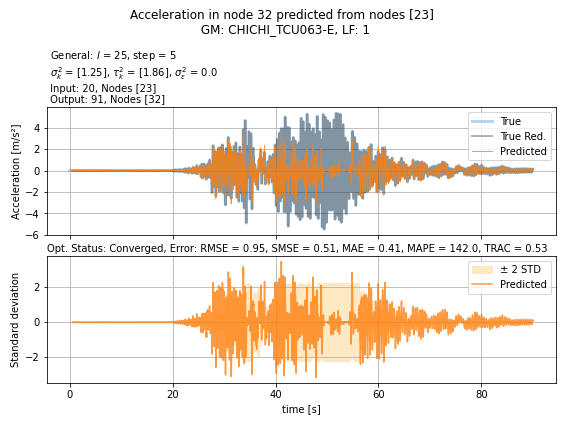 Acceleration in node 32 predicted from nodes [23]
GM: CHICHI_TCU063-E, LF: 1
General: l = 25, step = 5
σ²ₖ = [1.25], τ²ₖ = [1.86], σ²ε = 0.0
Input: 20, Nodes [23]
Output: 91, Nodes [32]
Acceleration [m/s²]
4
2
0
−2
−4
−6
True
True Red.
Predicted
Opt. Status: Converged, Error: RMSE = 0.95, SMSE = 0.51, MAE = 0.41, MAPE = 142.0, TRAC = 0.53
Standard deviation
2
0
−2
± 2 STD
Predicted
0 20 40 60 80
time [s]